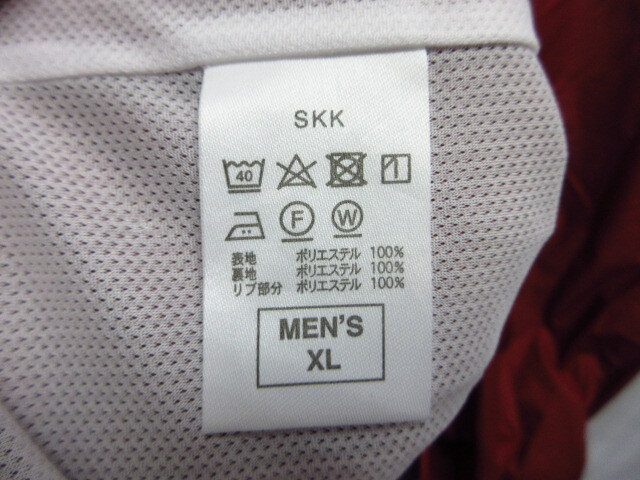 SKK
40
F W
表地 ポリエステル 100%
裏地 ポリエステル 100%
リブ部分 ポリエステル 100%
MEN'S
XL